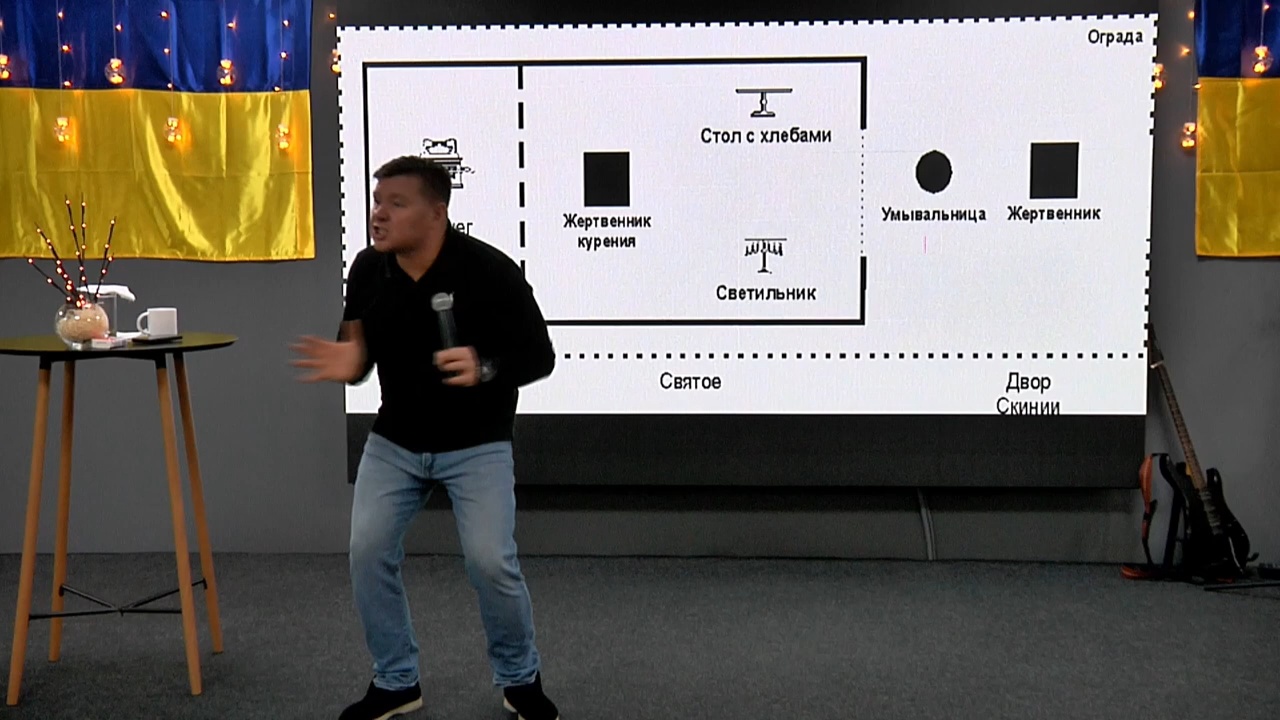 Ограда
Стол с хлебами
Жертвенник
курения
Умывальница
Жертвенник
Светильник
Святое
Двор
Скинии